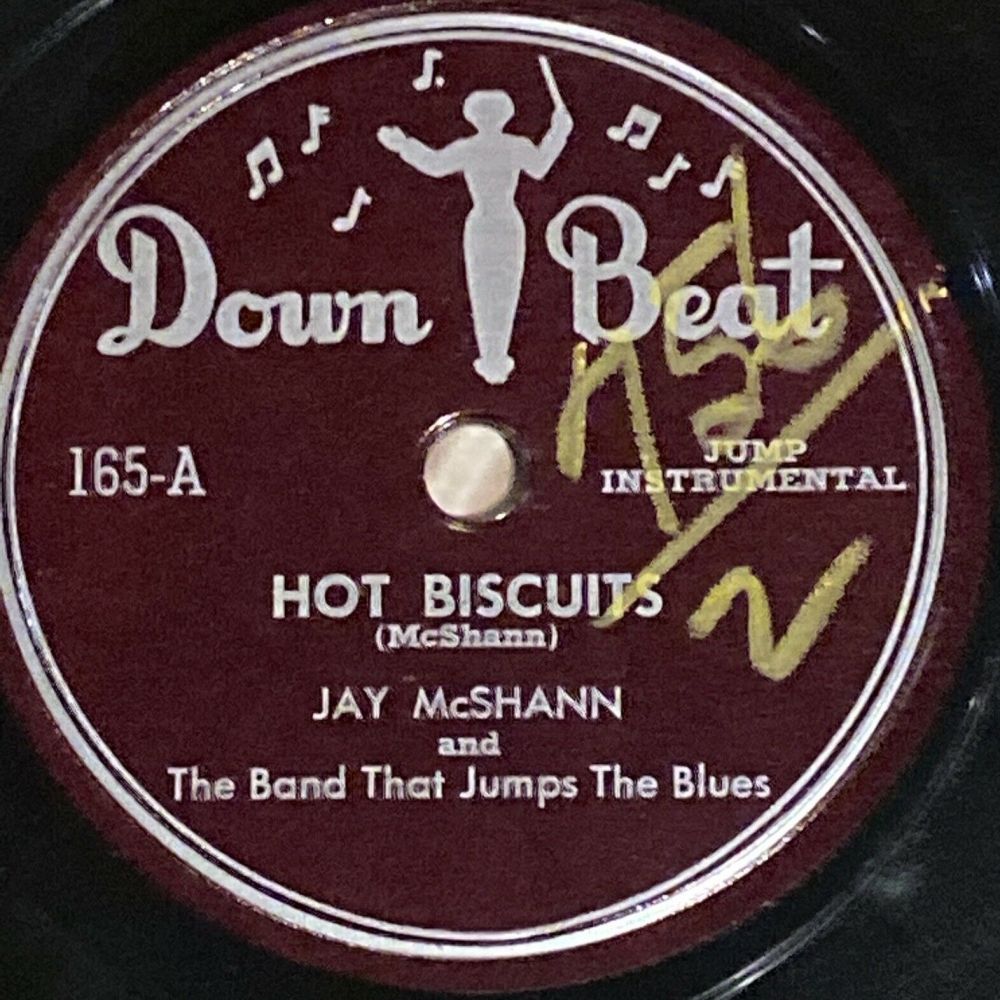 Down Beat
165-A
JUMP
INSTRUMENTAL
HOT BISCUITS
(McShann)
JAY McSHANN
and
The Band That Jumps The Blues